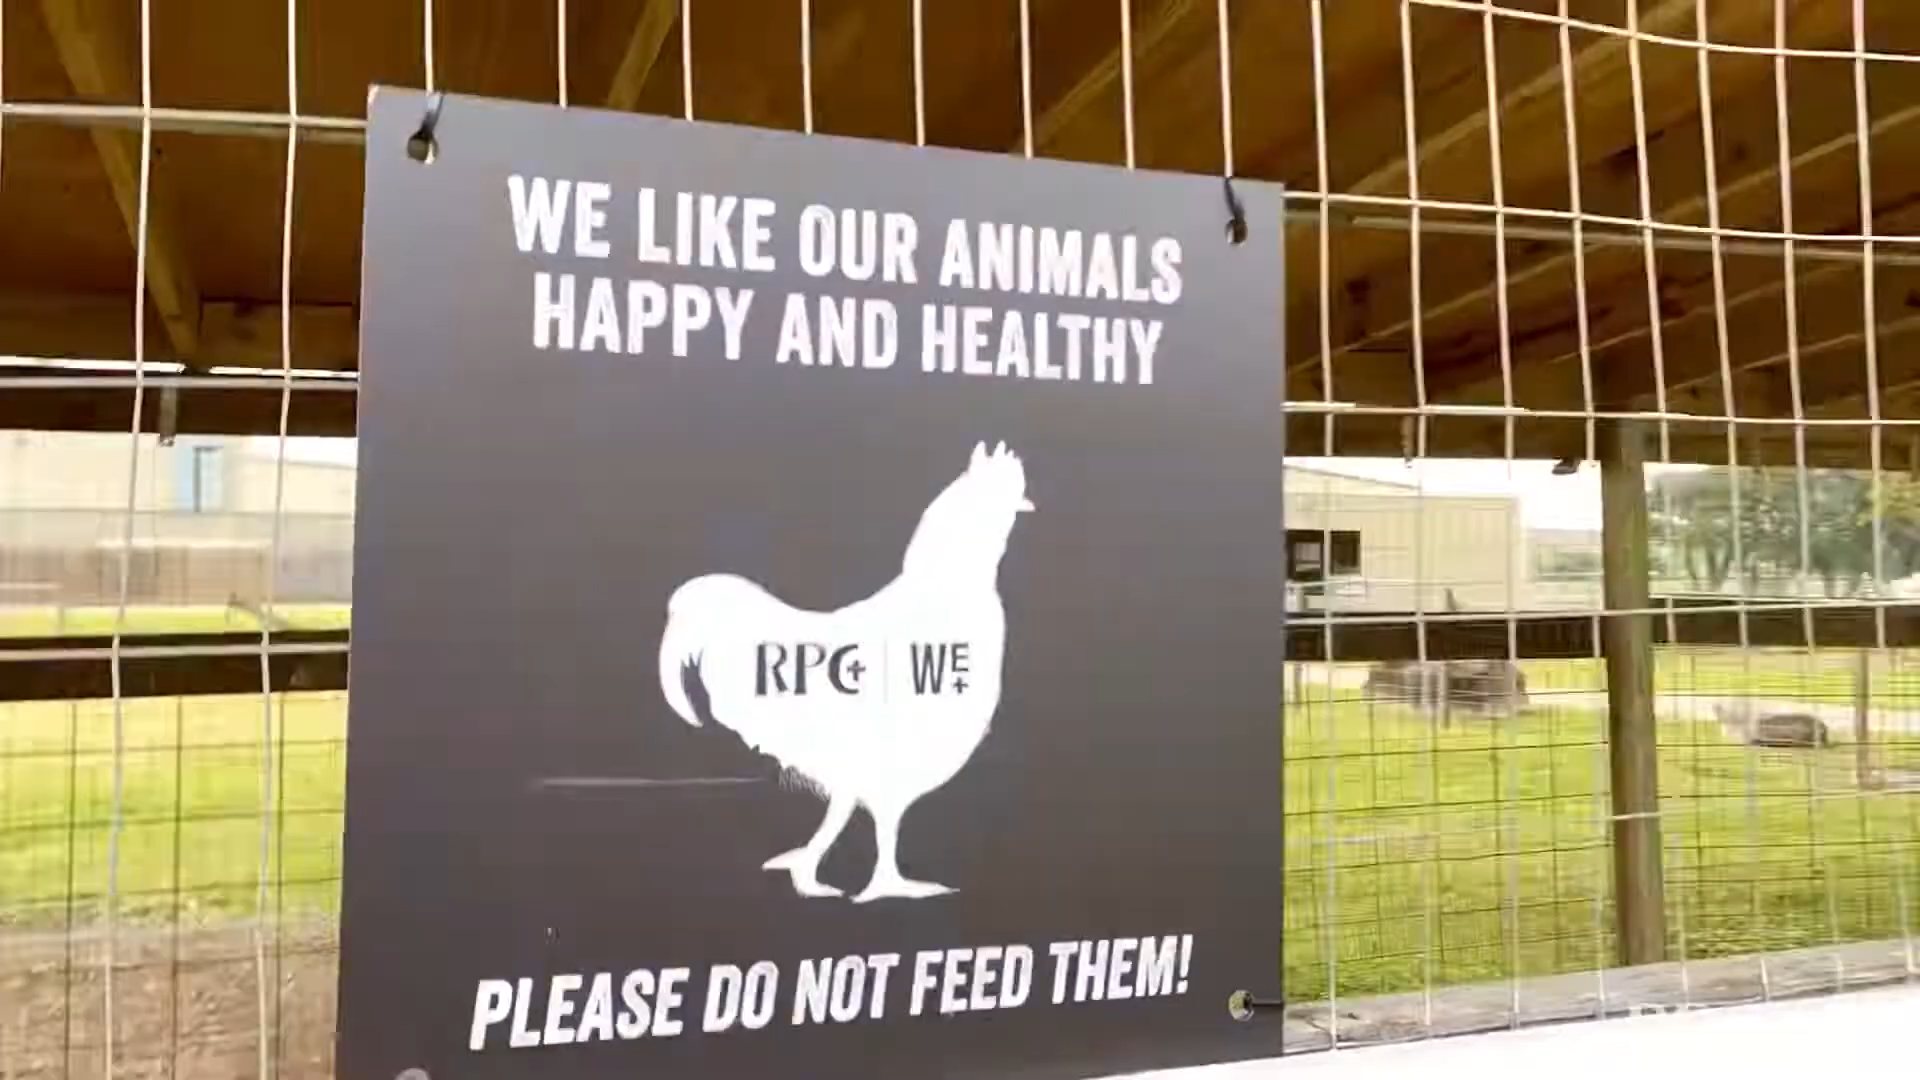 WE LIKE OUR ANIMALS
HAPPY AND HEALTHY
RPC+ | WE+
PLEASE DO NOT FEED THEM!